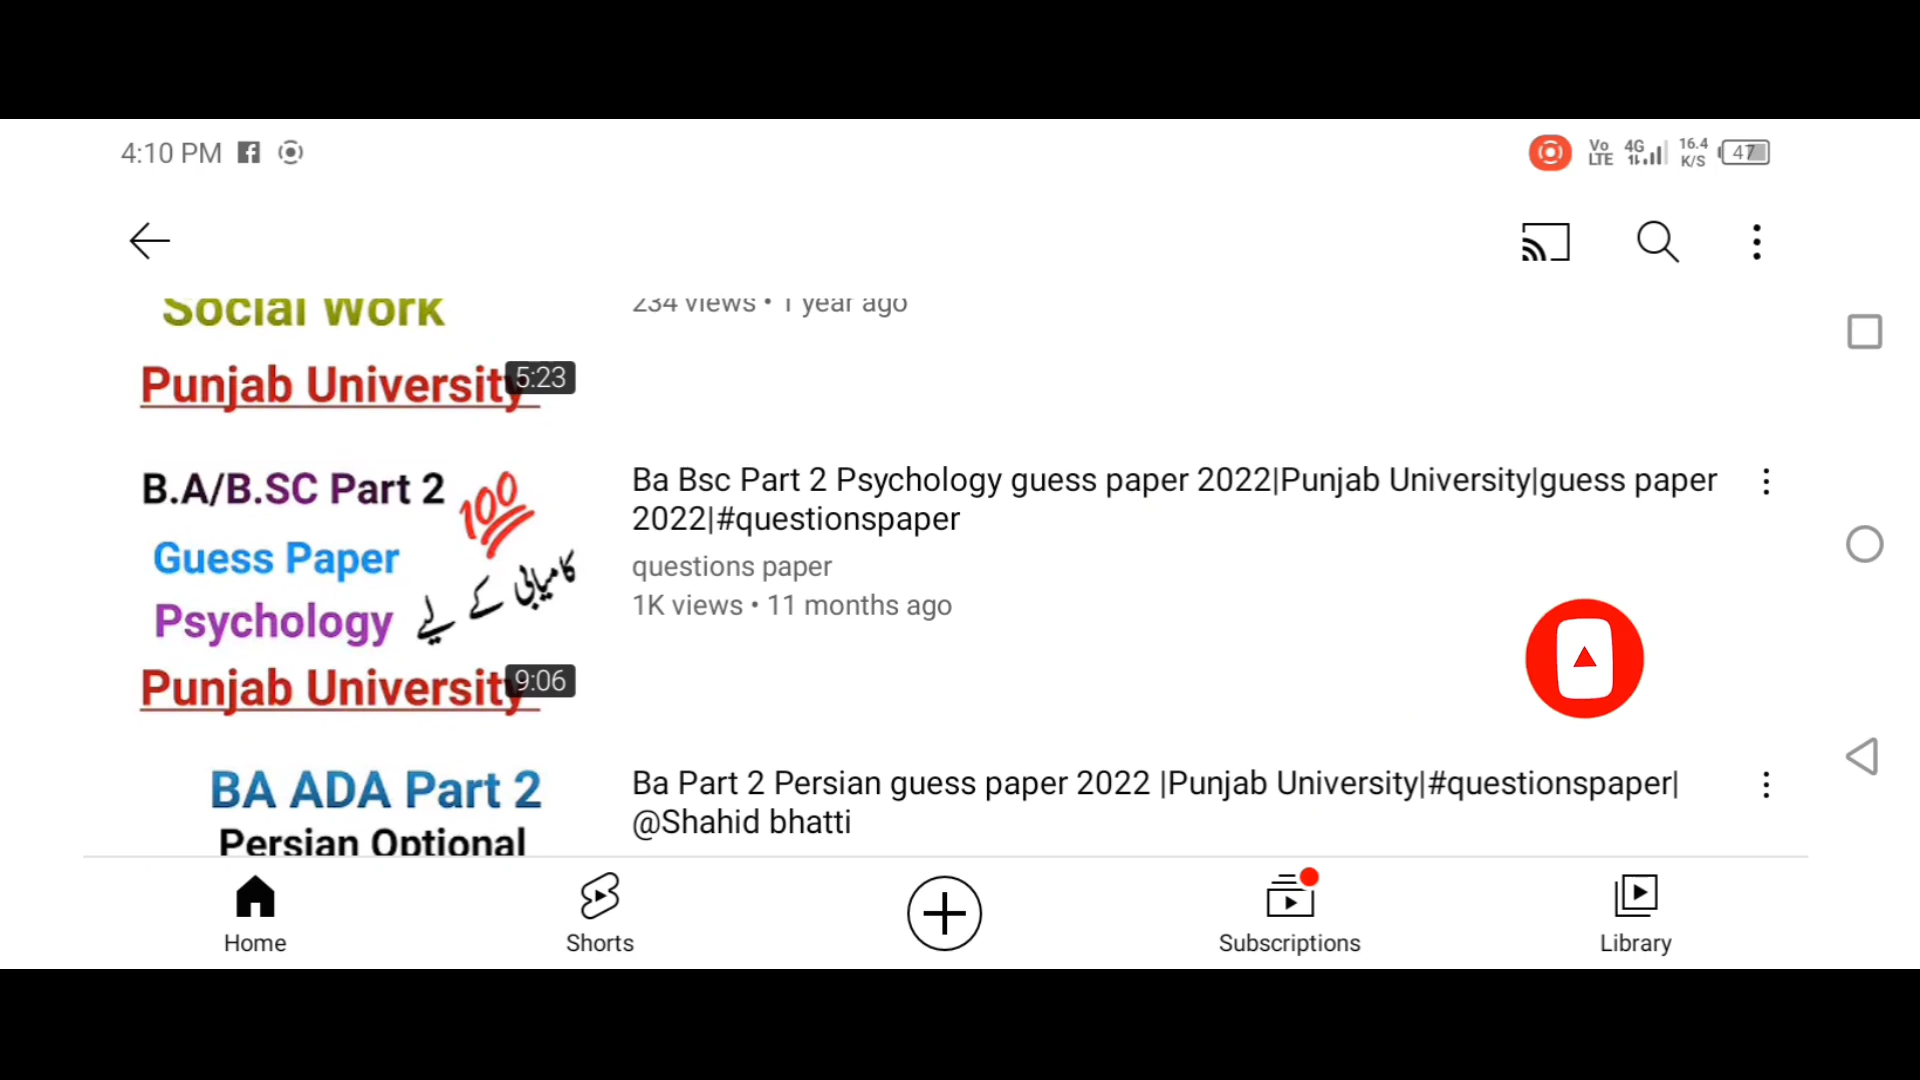 4:10 PM
Vo LTE 4G 16.4 K/S 47
Social Work
234 views • 1 year ago
Punjab University
5:23
B.A/B.SC Part 2
100
Guess Paper
کامیابی کے لیے
Psychology
Punjab University
9:06
Ba Bsc Part 2 Psychology guess paper 2022|Punjab University|guess paper
2022|#questionspaper
questions paper
1K views • 11 months ago
BA ADA Part 2
Persian Optional
Ba Part 2 Persian guess paper 2022 |Punjab University|#questionspaper|
@Shahid bhatti
Home
Shorts
Subscriptions
Library